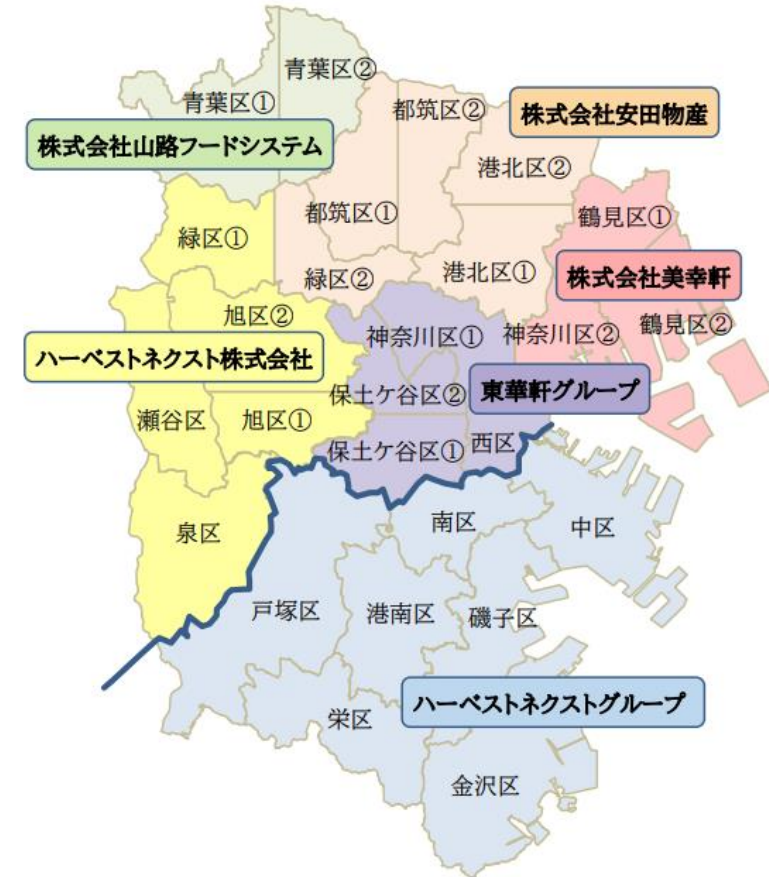 青葉区②
青葉区①
都筑区②
株式会社安田物産
株式会社山路フードシステム
港北区②
都筑区①
鶴見区①
緑区①
港北区①
緑区②
株式会社美幸軒
旭区②
神奈川区①
神奈川区②
鶴見区②
ハーベストネクスト株式会社
保土ケ谷区②
東華軒グループ
瀬谷区
旭区①
保土ケ谷区①
西区
泉区
南区
中区
戸塚区
港南区
磯子区
ハーベストネクストグループ
栄区
金沢区